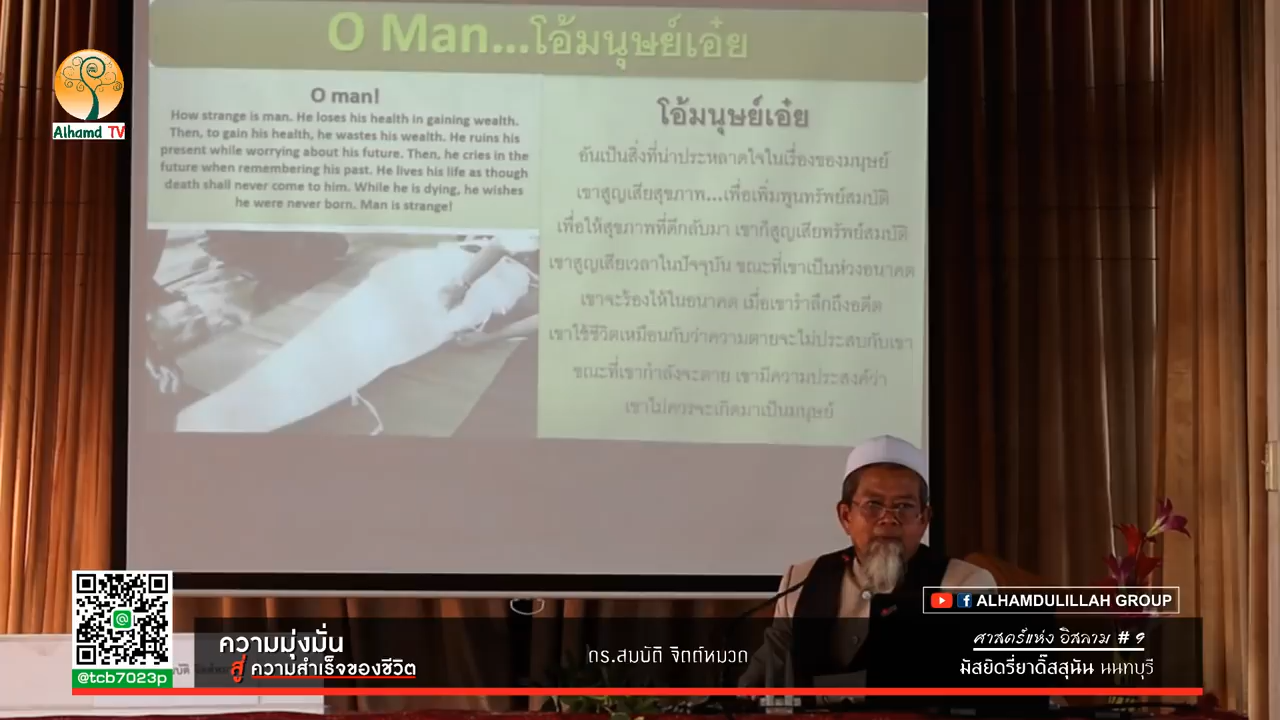 O Man...โอ้มนุษย์เอ๋ย
O man!
How strange is man. He loses his health in gaining wealth.
Then, to gain his health, he wastes his wealth. He ruins his
present while worrying about his future. Then, he cries in the
future when remembering his past. He lives his life as though
death shall never come to him. While he is dying, he wishes
he were never born. Man is strange!
โอ้มนุษย์เอ๋ย
อันเป็นสิ่งที่น่าประหลาดใจในเรื่องของมนุษย์
เขาสูญเสียสุขภาพ...เพื่อเพิ่มพูนทรัพย์สมบัติ
เพื่อให้สุขภาพที่ดีกลับมา เขาก็สูญเสียทรัพย์สมบัติ
เขาสูญเสียเวลาในปัจจุบัน ขณะที่เขาเป็นห่วงอนาคต
เขาจะร้องไห้ในอนาคต เมื่อเขารำลึกถึงอดีต
เขาใช้ชีวิตเหมือนกับว่าความตายจะไม่ประสบกับเขา
ขณะที่เขากำลังจะตาย เขามีความประสงค์ว่า
เขาไม่ควรจะเกิดมาเป็นมนุษย์
Alhamd TV
ALHAMDULILLAH GROUP
ความมุ่งมั่น
สู่ ความสำเร็จของชีวิต
ดร.สมบัติ จิตต์หมวด
ศาสตร์แห่ง อิสลาม # 9
มัสยิดรี่ยาดิ๊สสุนัน นนทบุรี
@tcb7023p